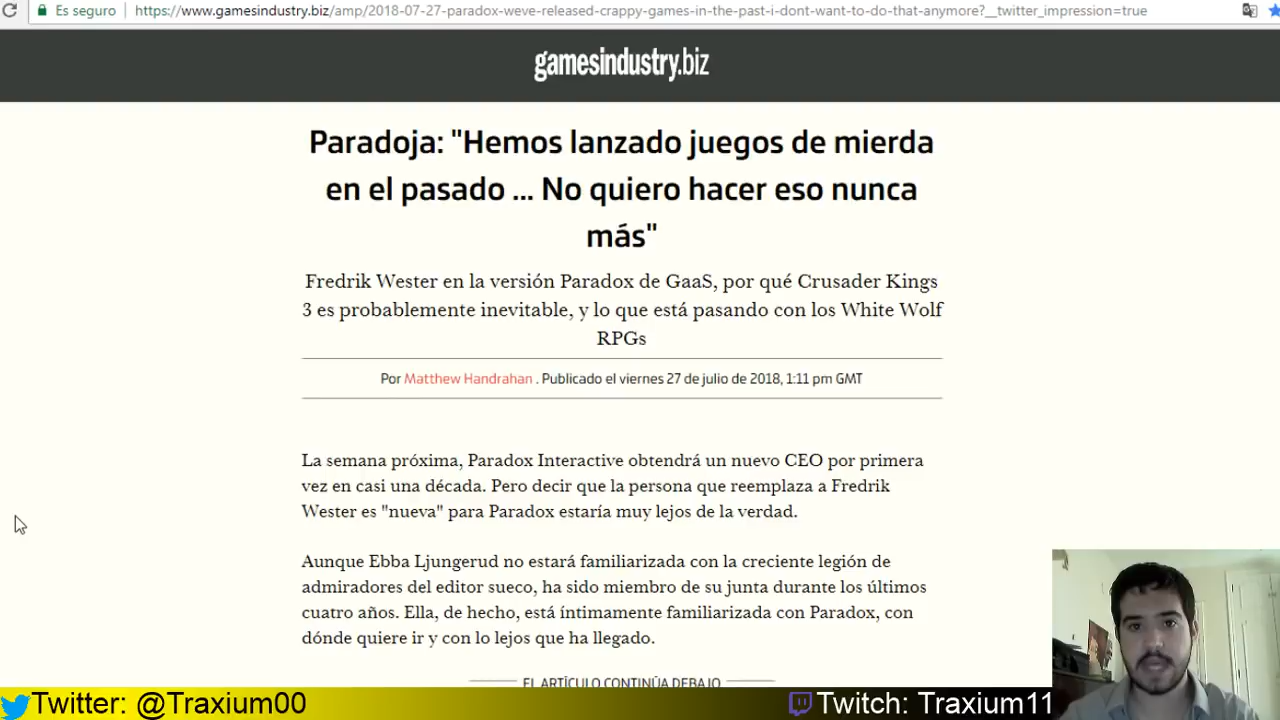 Es seguro
https://www.gamesindustry.biz/amp/2018-07-27-paradox-weve-released-crappy-games-in-the-past-i-dont-want-to-do-that-anymore?__twitter_impression=true
gamesindustry.biz
Paradoja: "Hemos lanzado juegos de mierda
en el pasado ... No quiero hacer eso nunca
más"
Fredrik Wester en la versión Paradox de GaaS, por qué Crusader Kings
3 es probablemente inevitable, y lo que está pasando con los White Wolf
RPGs
Por Matthew Handrahan . Publicado el viernes 27 de julio de 2018, 1:11 pm GMT
La semana próxima, Paradox Interactive obtendrá un nuevo CEO por primera
vez en casi una década. Pero decir que la persona que reemplaza a Fredrik
Wester es "nueva" para Paradox estaría muy lejos de la verdad.
Aunque Ebba Ljungerud no estará familiarizada con la creciente legión de
admiradores del editor sueco, ha sido miembro de su junta durante los últimos
cuatro años. Ella, de hecho, está íntimamente familiarizada con Paradox, con
dónde quiere ir y con lo lejos que ha llegado.
EL ARTÍCULO CONTINÚA DEBAJO
Twitter: @Traxium00
Twitch: Traxium11